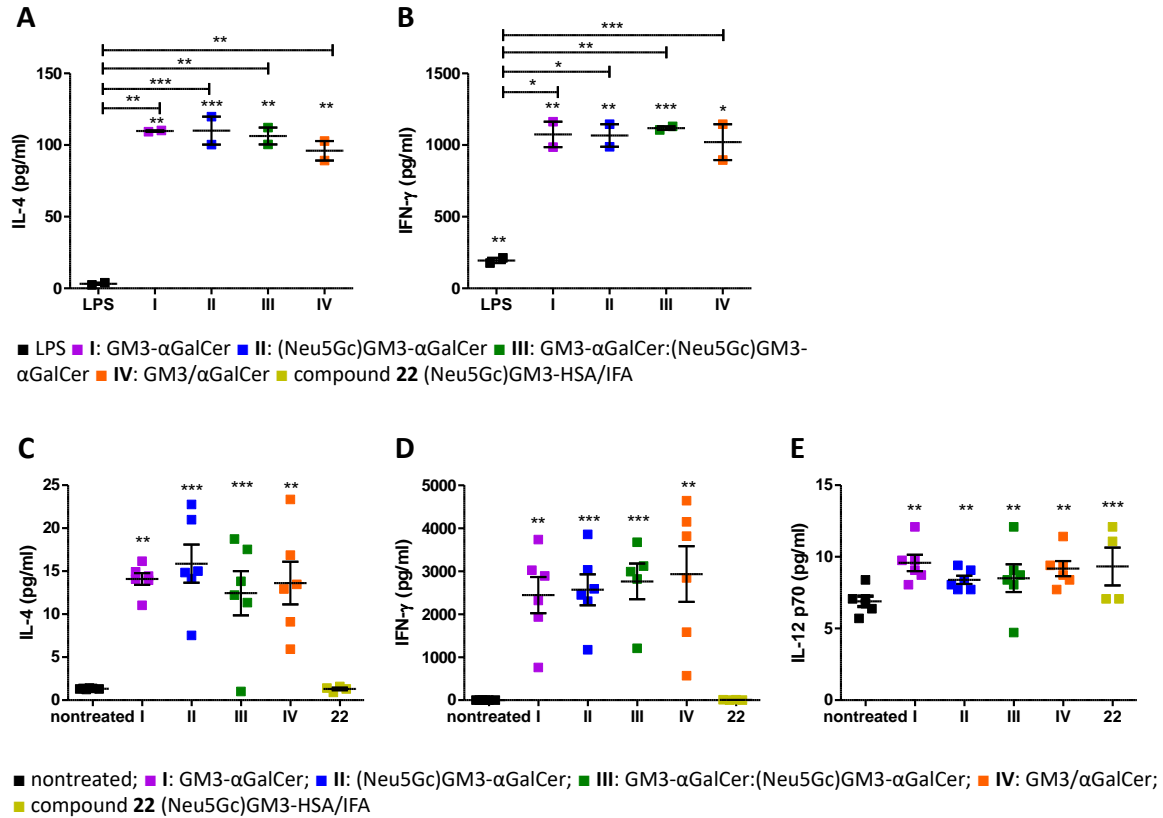 A
B
** ***
** **
*** *
** *
150
100
50
0
IL-4 (pg/ml)
** *** ** **
LPS I II III IV
1500
1000
500
0
IFN-γ (pg/ml)
** ** ** *** *
LPS I II III IV
■ LPS ■ I: GM3-αGalCer ■ II: (Neu5Gc)GM3-αGalCer ■ III: GM3-αGalCer:(Neu5Gc)GM3-
αGalCer ■ IV: GM3/αGalCer ■ compound 22 (Neu5Gc)GM3-HSA/IFA
C
D
E
25
20
15
10
5
0
IL-4 (pg/ml)
** *** *** **
nontreated I II III IV 22
5000
4000
3000
2000
1000
0
IFN-γ (pg/ml)
** *** *** **
nontreated I II III IV 22
15
10
5
0
IL-12 p70 (pg/ml)
** ** ** ** ***
nontreated I II III IV 22
■ nontreated; ■ I: GM3-αGalCer; ■ II: (Neu5Gc)GM3-αGalCer; ■ III: GM3-αGalCer:(Neu5Gc)GM3-αGalCer; ■ IV: GM3/αGalCer;
■ compound 22 (Neu5Gc)GM3-HSA/IFA